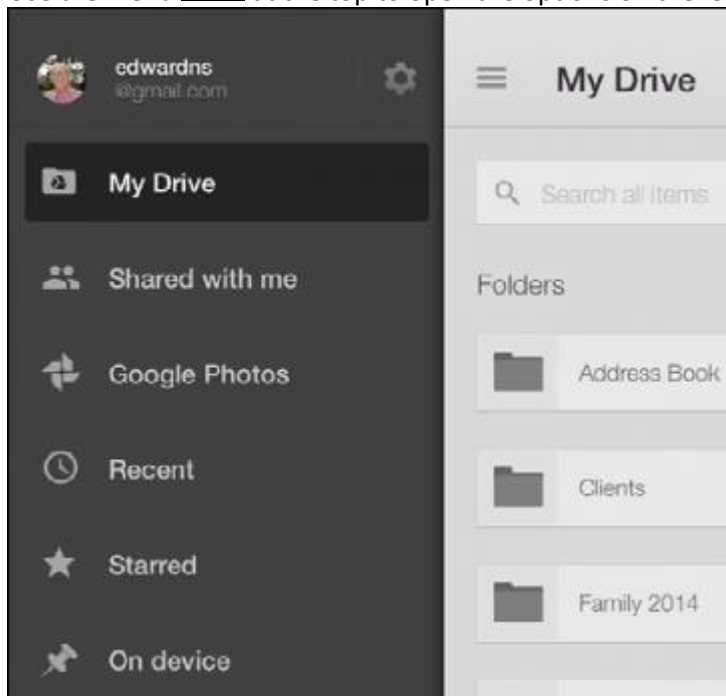 edwardns
@gmail.com
My Drive
Shared with me
Google Photos
Recent
Starred
On device
My Drive
Search all items
Folders
Address Book
Clients
Family 2014